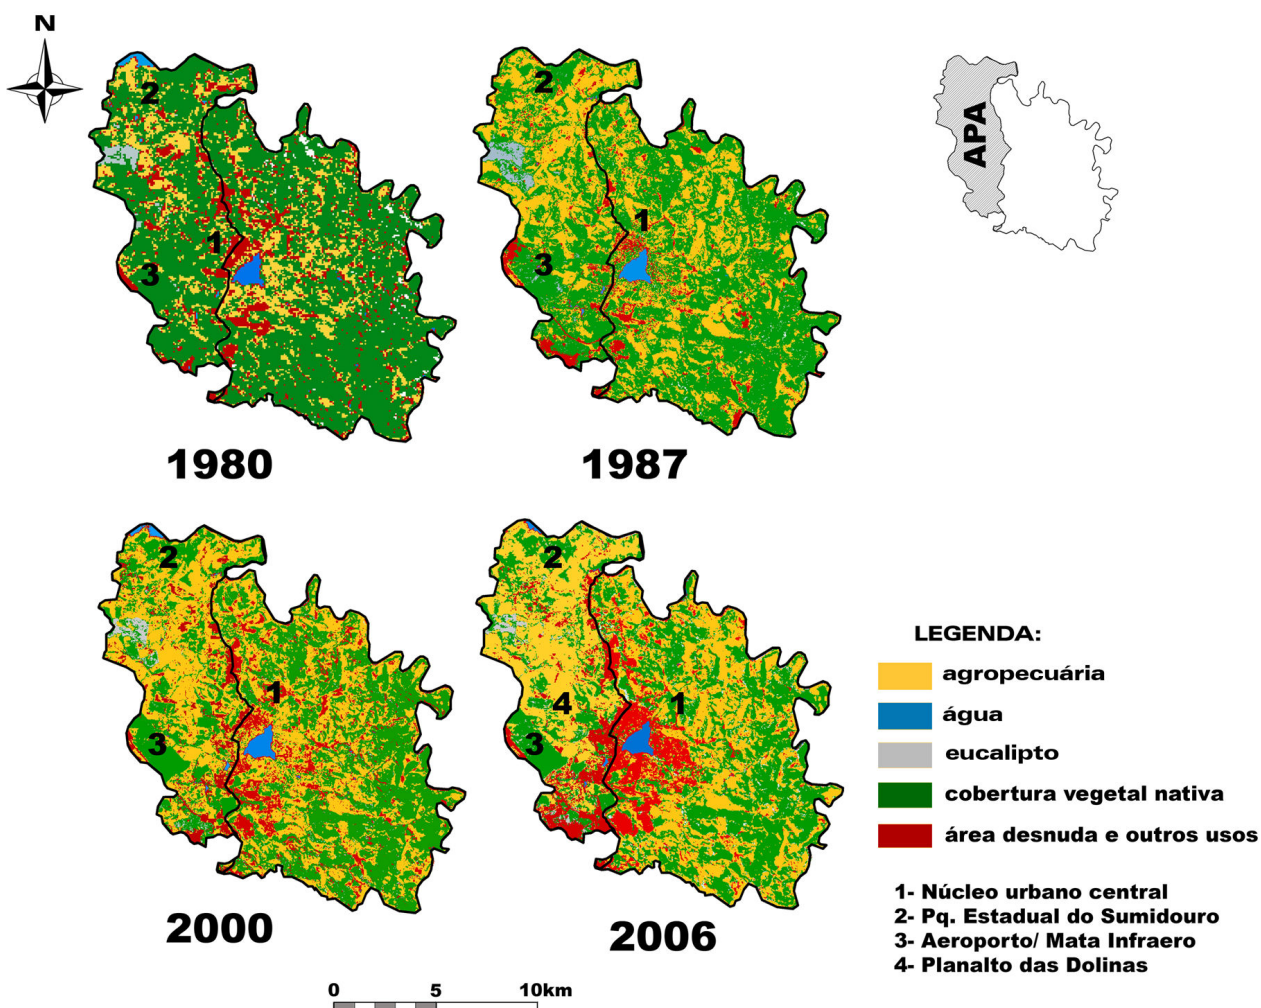 N
2
1
3
1980
2
1
3
1987
APA
2
1
3
2000
2
4
1
3
2006
LEGENDA:
agropecuária
água
eucalipto
cobertura vegetal nativa
área desnuda e outros usos
1- Núcleo urbano central
2- Pq. Estadual do Sumidouro
3- Aeroporto/ Mata Infraero
4- Planalto das Dolinas
0 5 10km